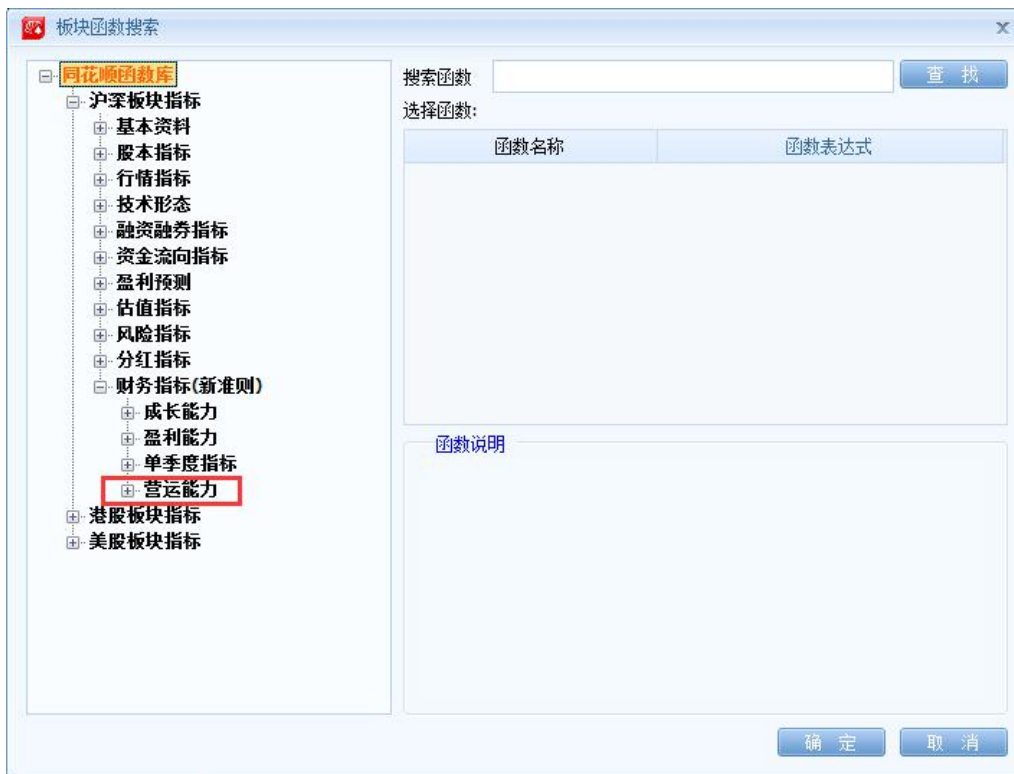 板块函数搜索
同花顺函数库
沪深板块指标
基本资料
股本指标
行情指标
技术形态
融资融券指标
资金流向指标
盈利预测
估值指标
风险指标
分红指标
财务指标(新准则)
成长能力
盈利能力
单季度指标
营运能力
港股板块指标
美股板块指标
搜索函数
查 找
选择函数:
函数名称 函数表达式
函数说明
确 定 取 消